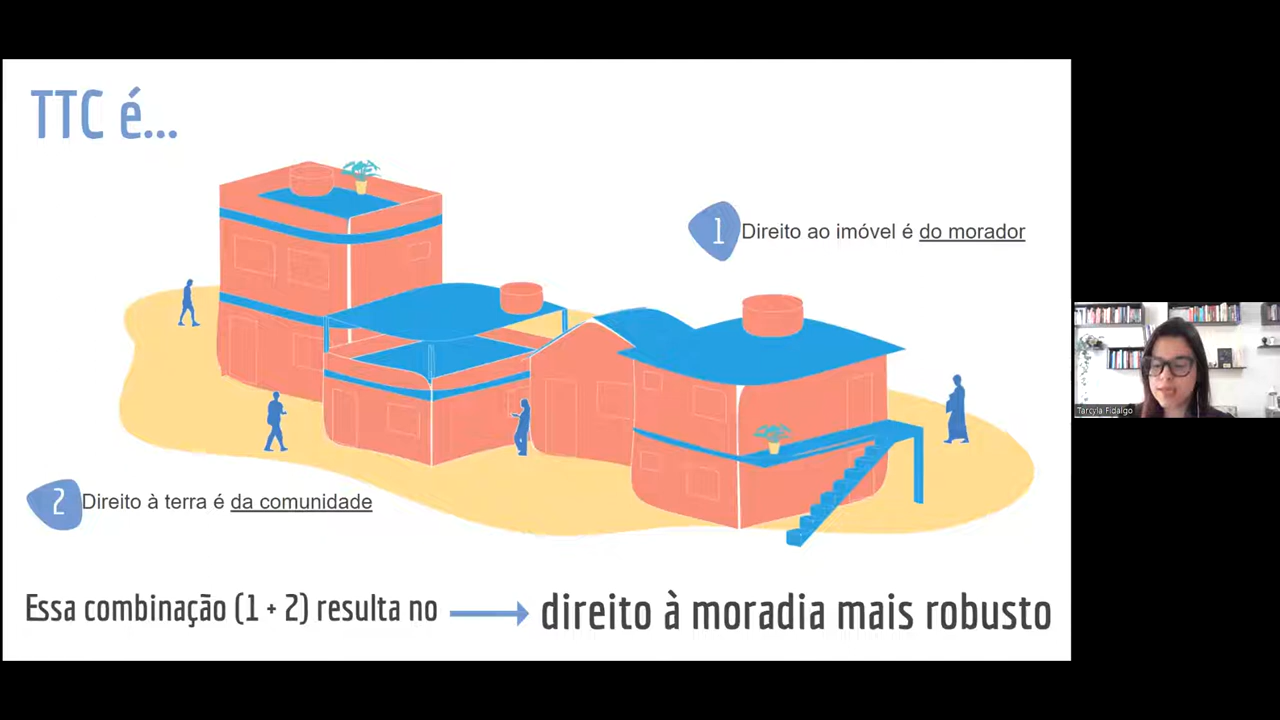 TTC é...
1 Direito ao imóvel é do morador
2 Direito à terra é da comunidade
Essa combinação (1 + 2) resulta no direito à moradia mais robusto
Tarcyla Fidalgo